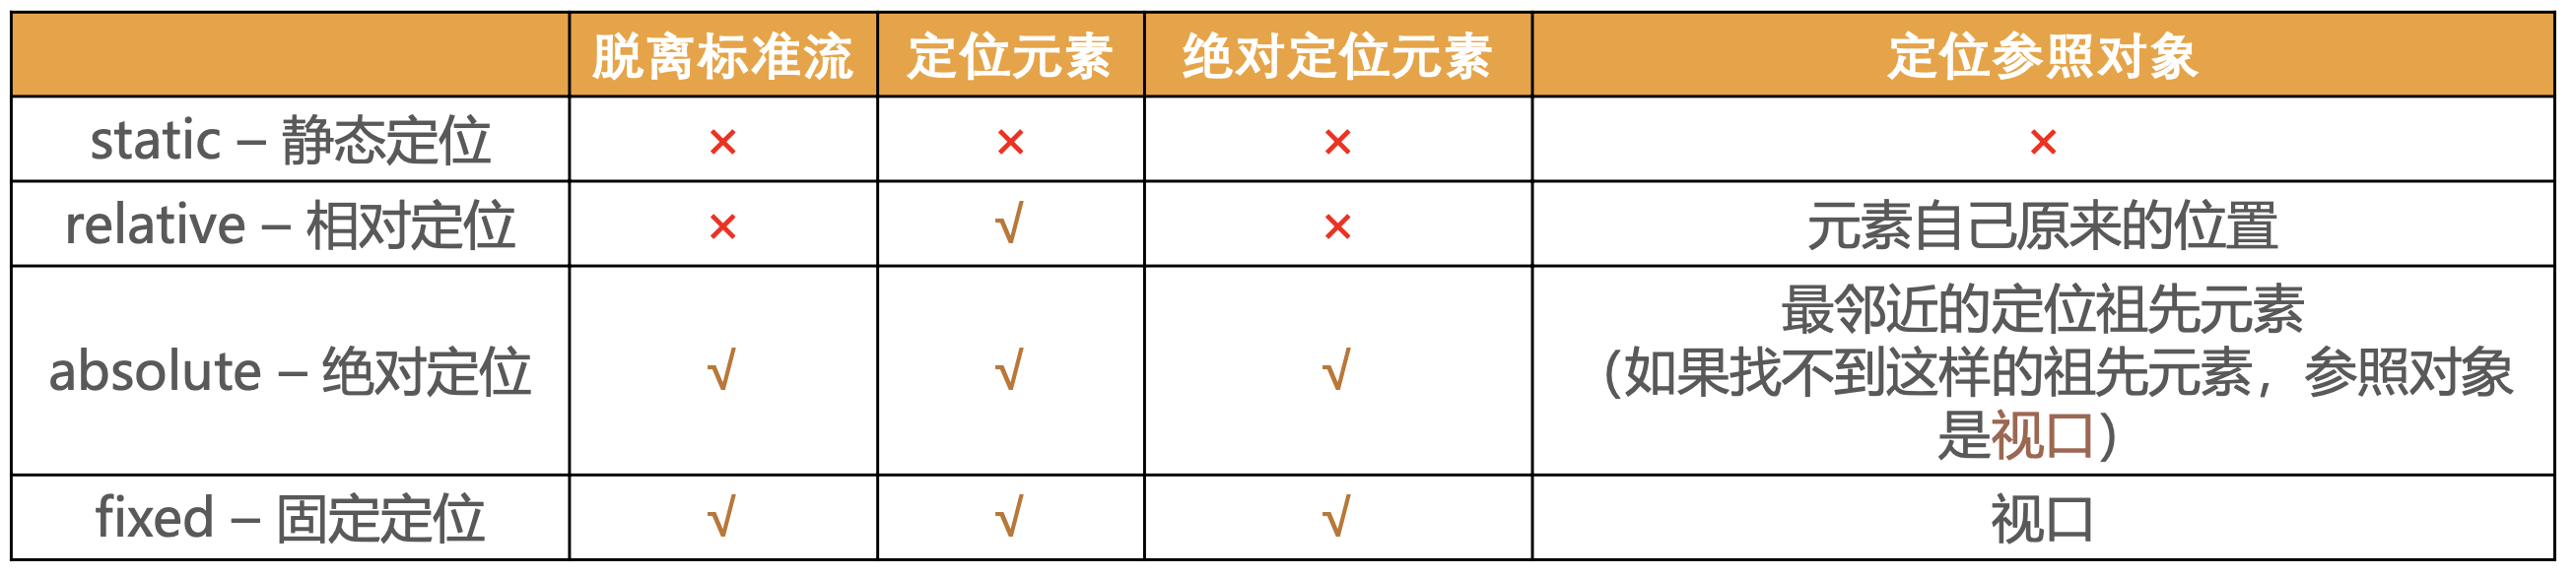 脱离标准流 定位元素 绝对定位元素 定位参照对象
static – 静态定位 × × × ×
relative – 相对定位 × √ × 元素自己原来的位置
最邻近的定位祖先元素
absolute – 绝对定位 √ √ √ （如果找不到这样的祖先元素，参照对象
是视口）
fixed – 固定定位 √ √ √ 视口